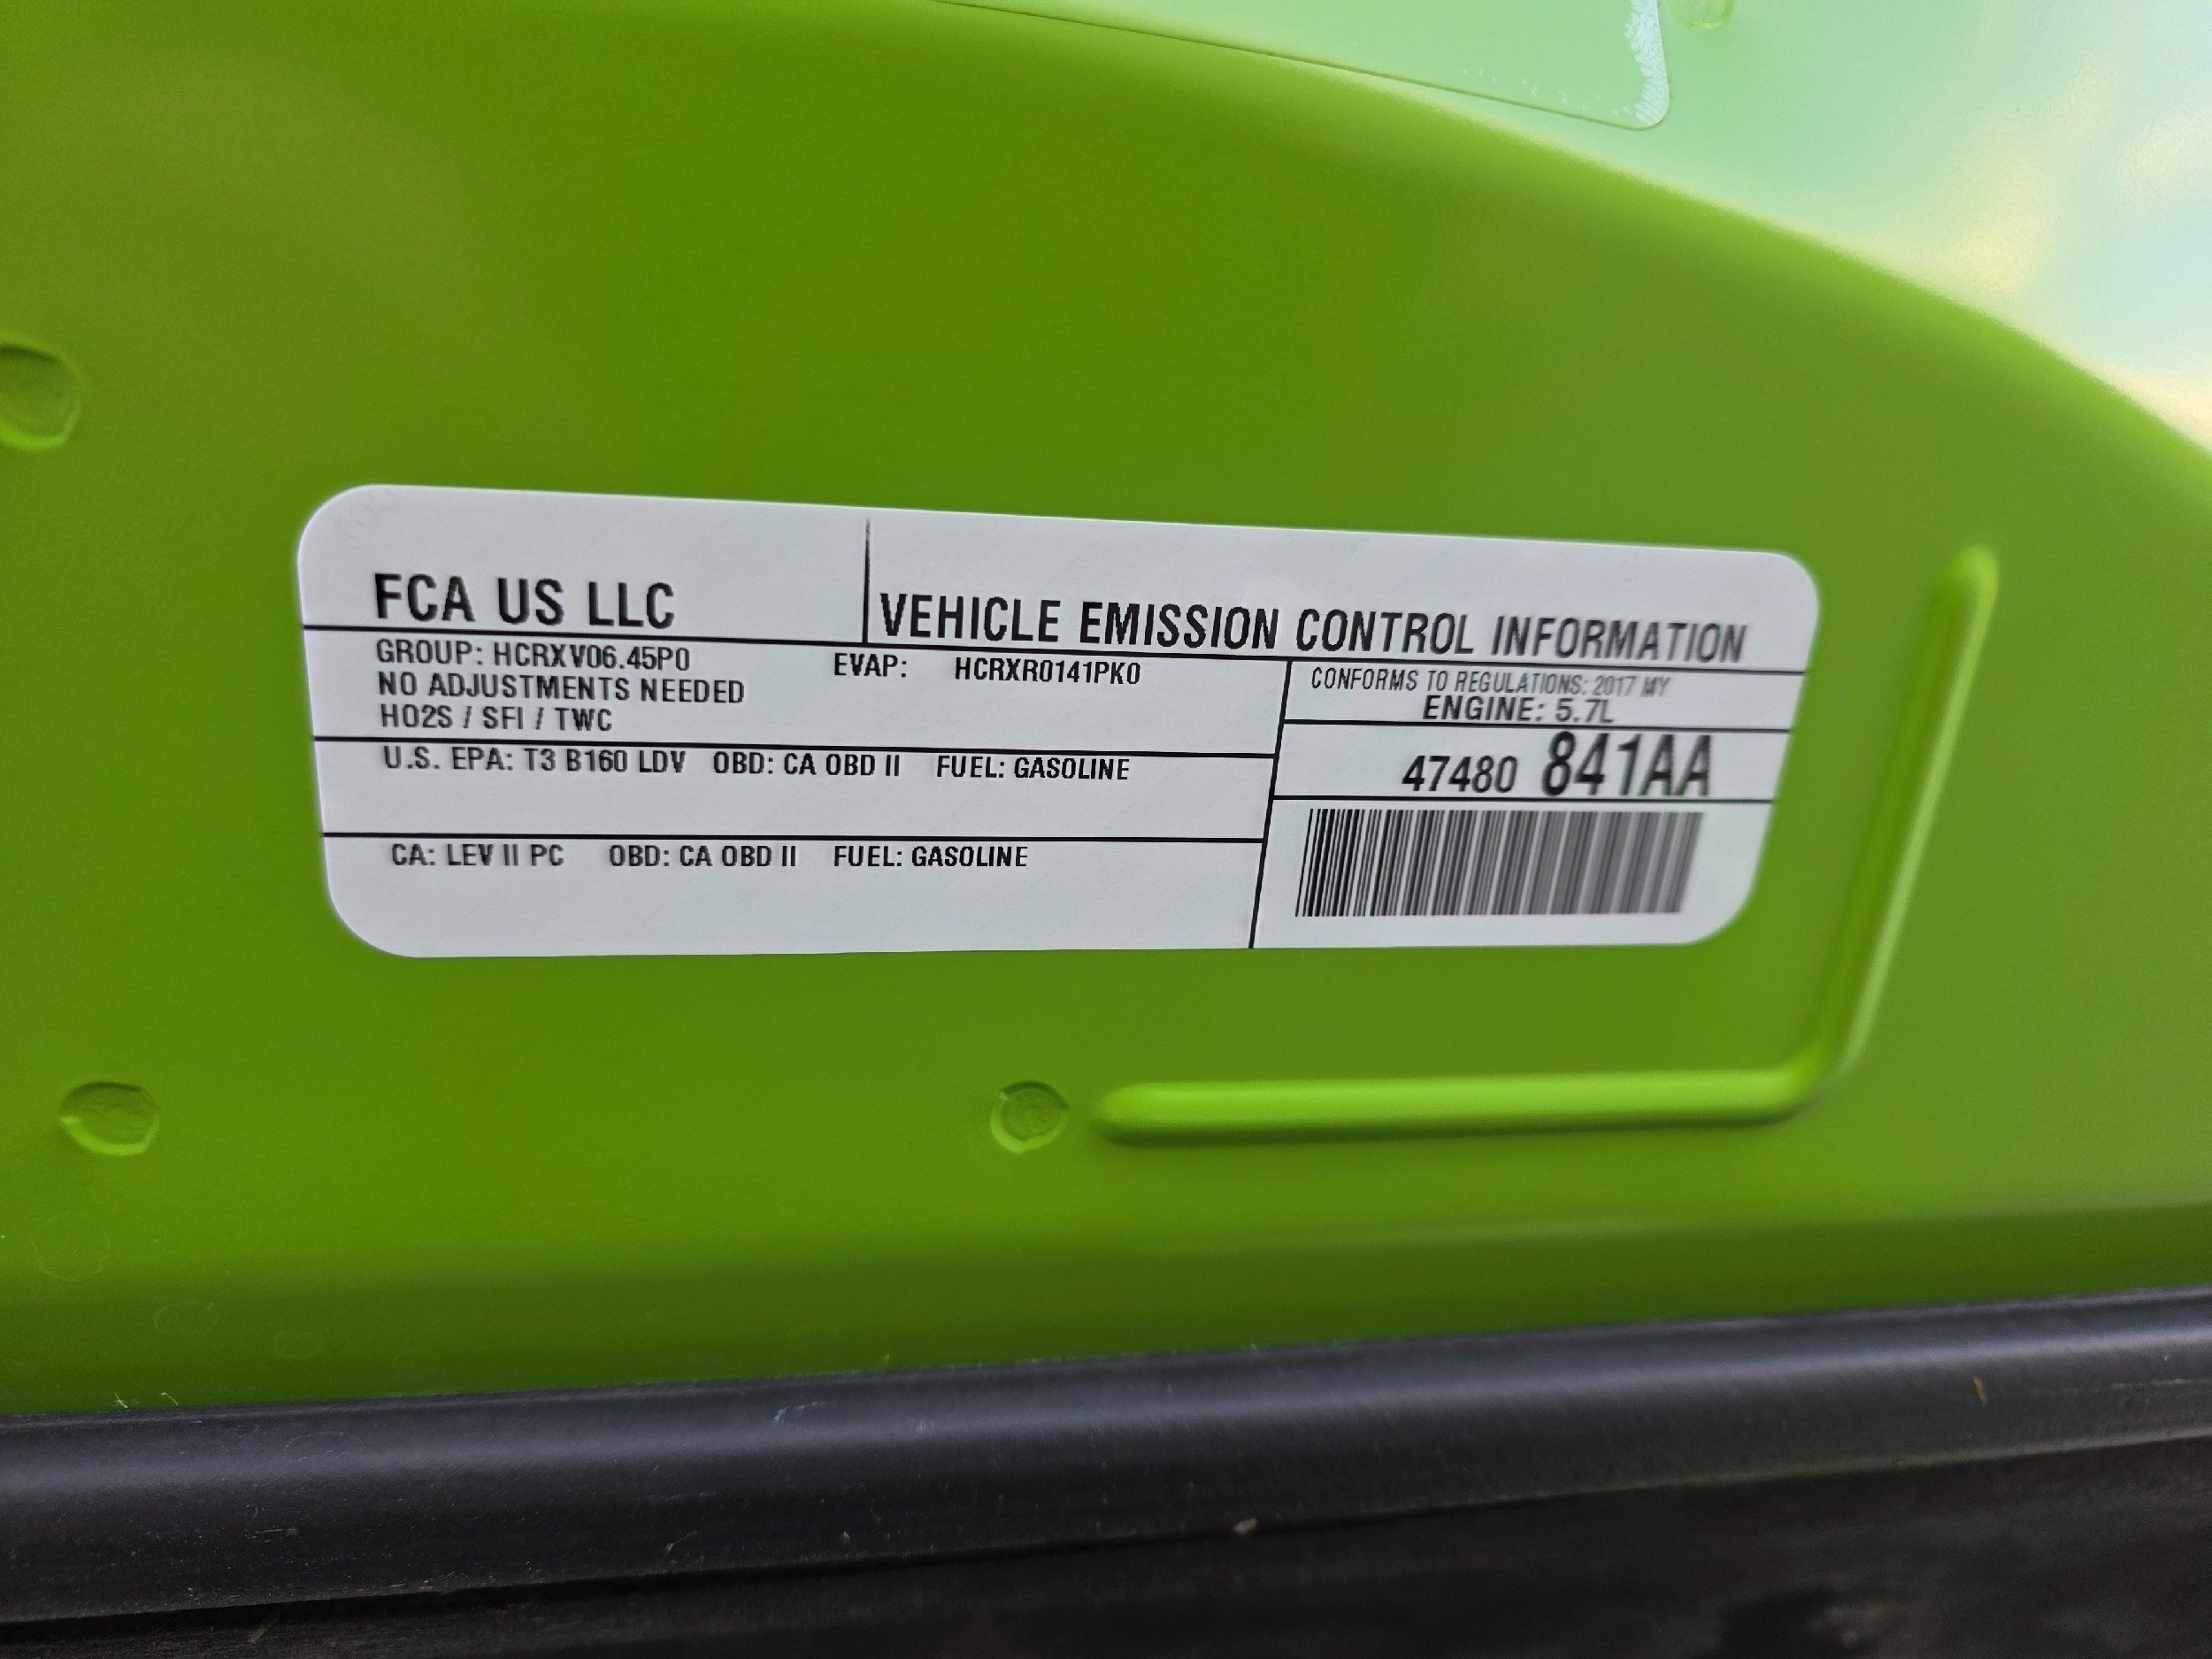 FCA US LLC
VEHICLE EMISSION CONTROL INFORMATION
GROUP: HCRXV06.45P0
EVAP: HCRXR0141PK0
NO ADJUSTMENTS NEEDED
HO2S / SFI / TWC
CONFORMS TO REGULATIONS: 2017 MY
ENGINE: 5.7L
U.S. EPA: T3 B160 LDV OBD: CA OBD II FUEL: GASOLINE
47480 841AA
CA: LEV II PC OBD: CA OBD II FUEL: GASOLINE